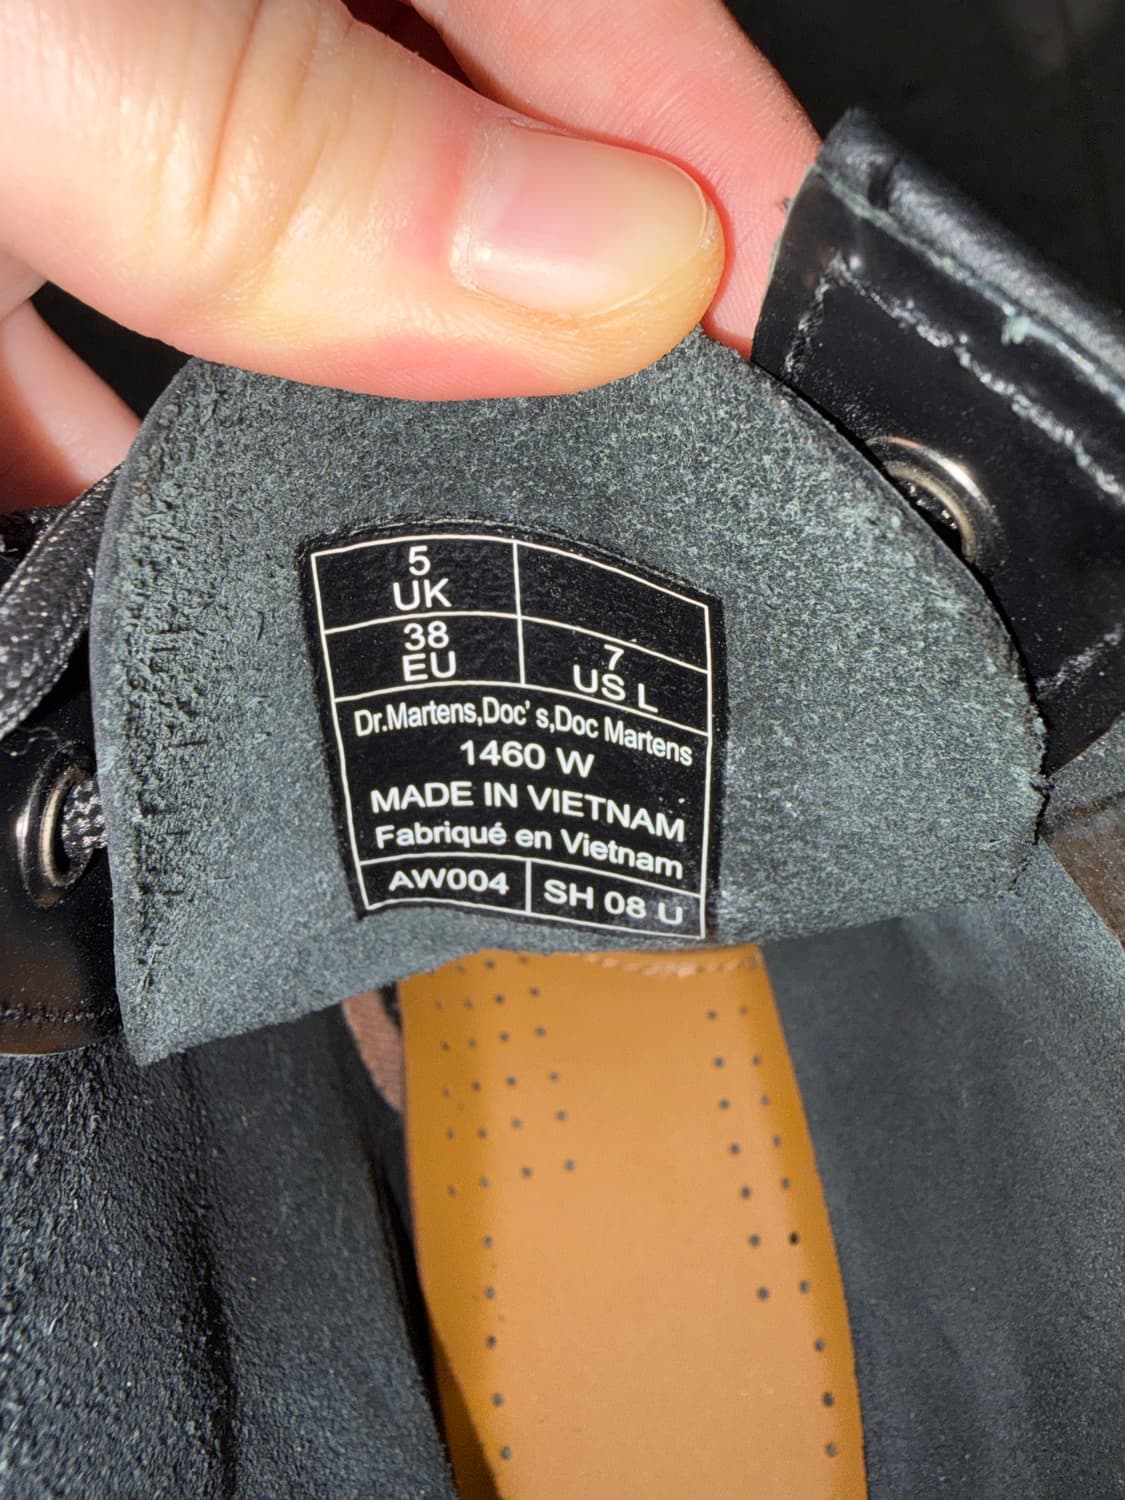 5
UK
38
EU
7
US L
Dr.Martens,Doc' s,Doc Martens
1460 W
MADE IN VIETNAM
Fabriqué en Vietnam
AW004
SH 08 U